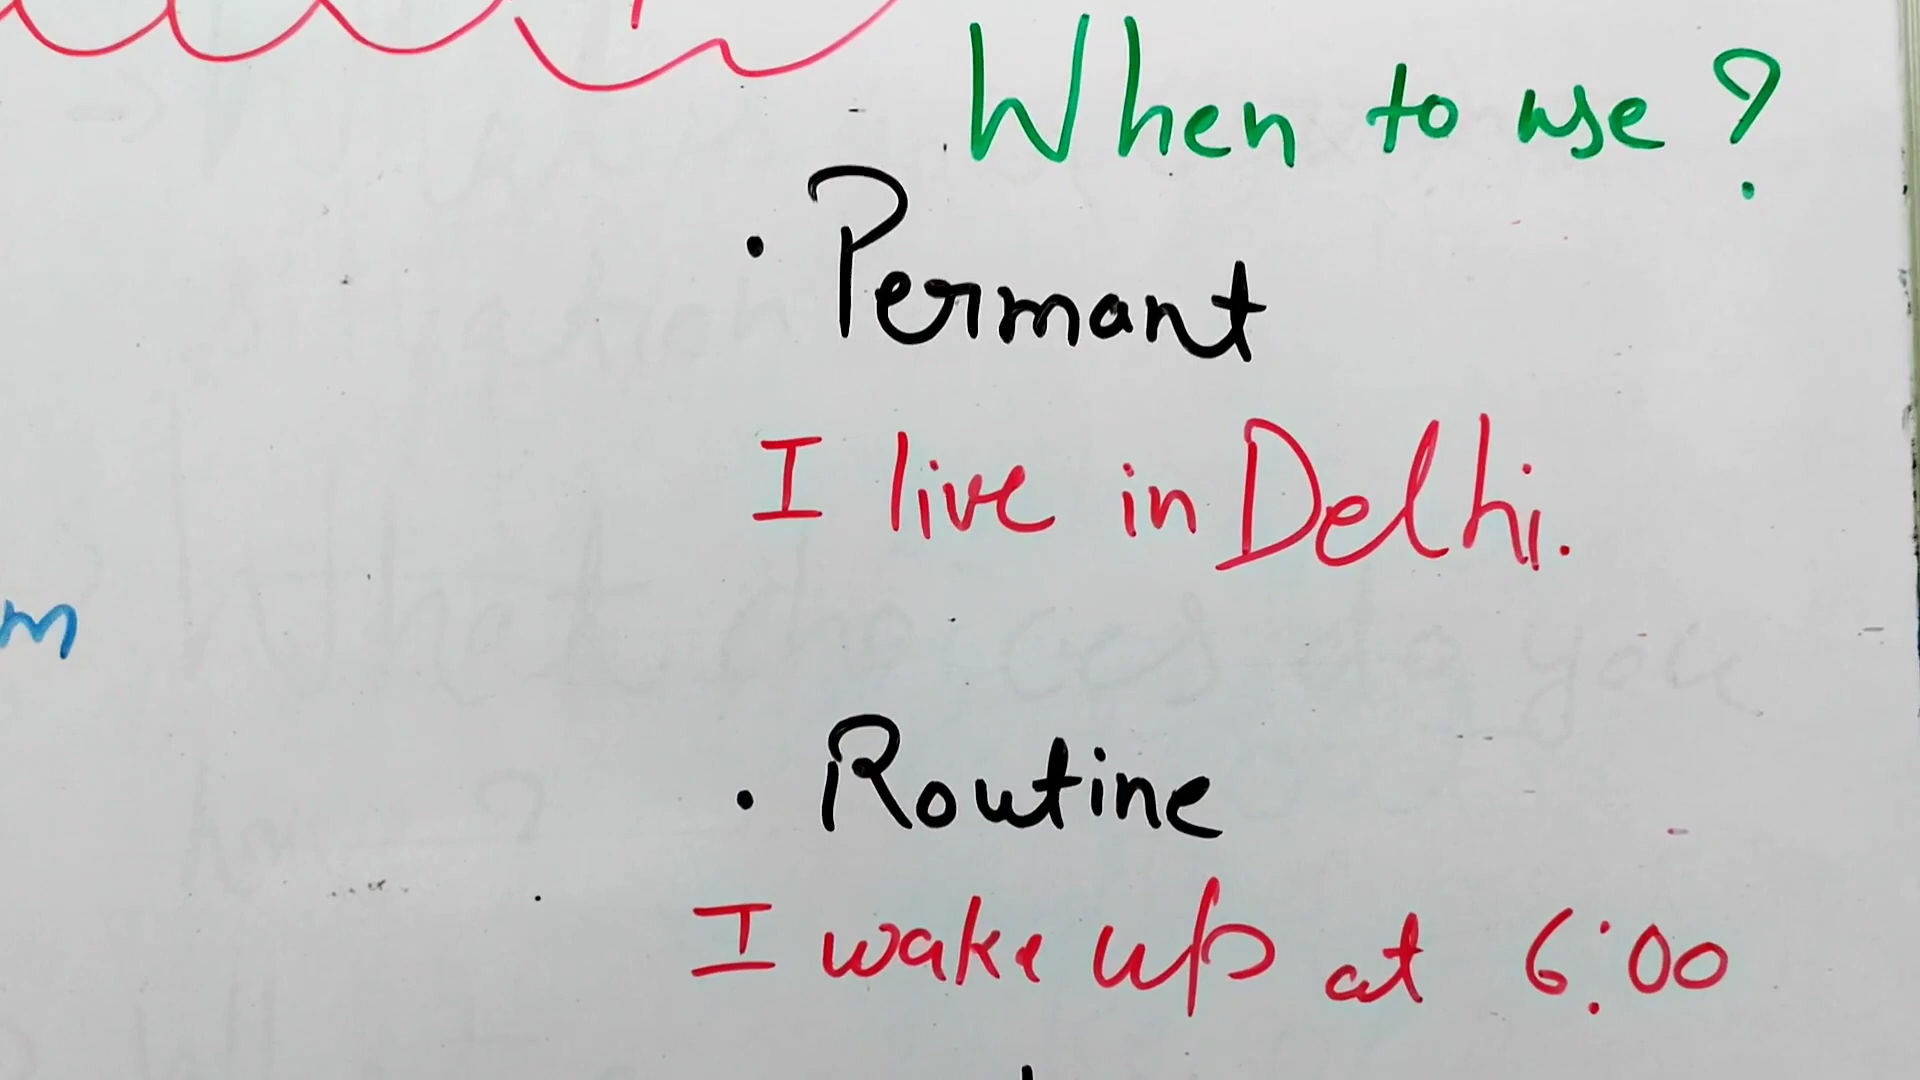 When to use ?
· Permant
I live in Delhi.
m
· Routine
I wake up at 6:00